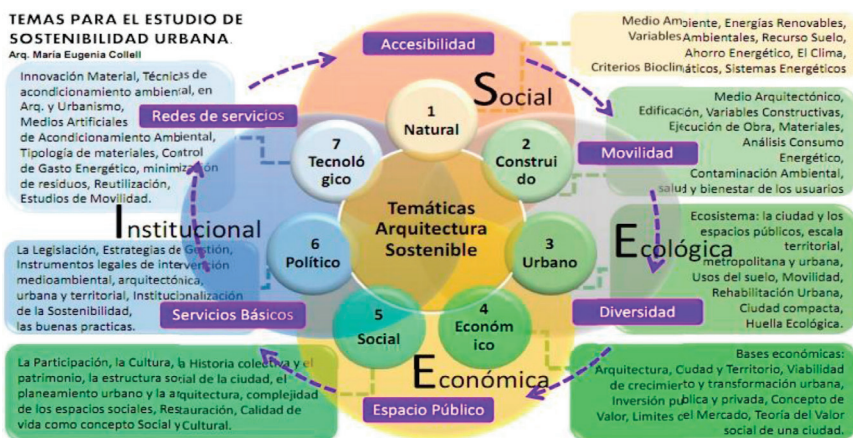 TEMAS PARA EL ESTUDIO DE
SOSTENIBILIDAD URBANA.
Arq. María Eugenia Collell
Innovación Material, Técnicas de
acondicionamiento ambiental, en
Arq. y Urbanismo,
Medios Artificiales
de Acondicionamiento Ambiental,
Tipología de materiales, Control
de Gasto Energético, minimización
de residuos, Reutilización,
Estudios de Movilidad.
Redes de servicios
Accesibilidad
Medio Ambiente, Energías Renovables,
Variables Ambientales, Recurso Suelo,
Ahorro Energético, El Clima,
Criterios Bioclimáticos, Sistemas Energéticos
Social
1
Natural
2
Construi
do
Movilidad
Medio Arquitectónico,
Edificación, Variables Constructivas,
Ejecución de Obra, Materiales,
Análisis Consumo
Energético,
Contaminación Ambiental,
salud y bienestar de los usuarios
7
Tecnoló
gico
Temáticas
Arquitectura
Sostenible
Institucional
6
Político
3
Urbano
Ecológica
Ecosistema: la ciudad y los
espacios públicos, escala
territorial,
metropolitana y urbana,
Usos del suelo, Movilidad,
Rehabilitación Urbana,
Ciudad compacta,
Huella Ecológica.
La Legislación, Estrategias de Gestión,
Instrumentos legales de intervención
medioambiental, arquitectónica,
urbana y territorial, Institucionalización
de la Sostenibilidad,
las buenas practicas.
Servicios Básicos
5
Social
4
Económ
ico
Diversidad
Económica
Espacio Público
La Participación, la Cultura, la Historia colectiva y el
patrimonio, la estructura social de la ciudad, el
planeamiento urbano y la arquitectura, complejidad
de los espacios sociales, Restauración, Calidad de
vida como concepto Social y Cultural.
Bases económicas:
Arquitectura, Ciudad y Territorio, Viabilidad
de crecimiento y transformación urbana,
Inversión pública y privada, Concepto de
Valor, Limites del Mercado, Teoría del Valor
social de una ciudad.